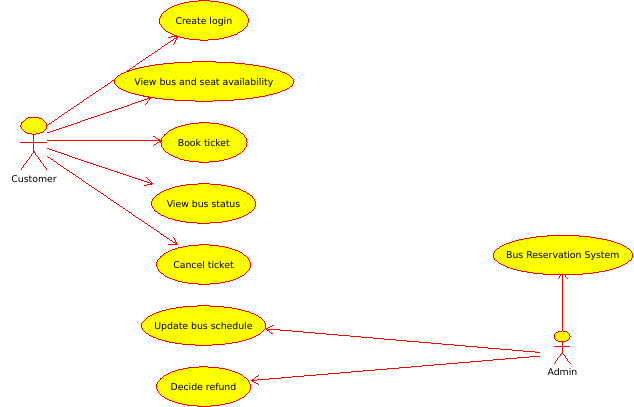 Create login
View bus and seat availability
Book ticket
Customer
View bus status
Bus Reservation System
Cancel ticket
Update bus schedule
Admin
Decide refund